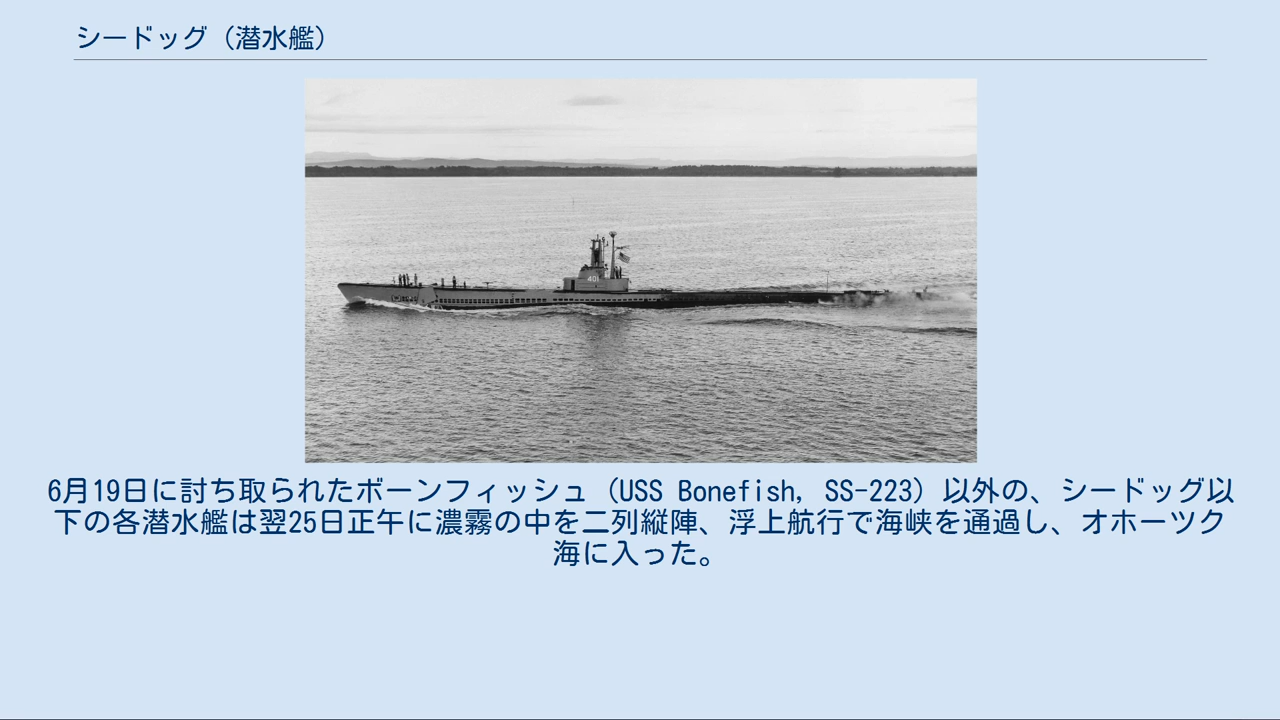 シードッグ（潜水艦）
401
6月19日に討ち取られたボーンフィッシュ（USS Bonefish, SS-223）以外の、シードッグ以
下の各潜水艦は翌25日正午に濃霧の中を二列縦陣、浮上航行で海峡を通過し、オホーツク
海に入った。